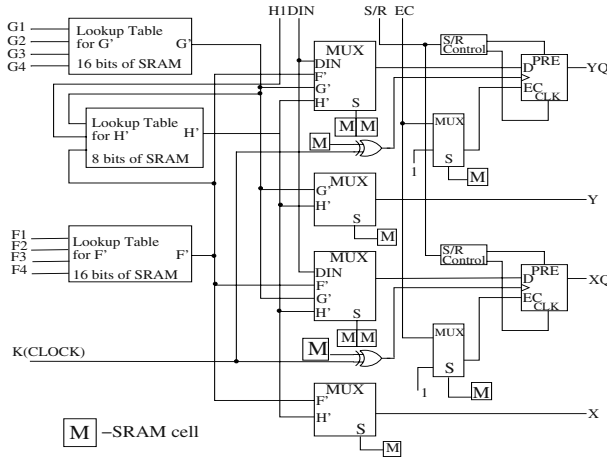 H1 DIN S/R EC
G1
G2
G3
G4
Lookup Table
for G'
16 bits of SRAM
G'
MUX
DIN
F'
G'
H'
S
M M
S/R
Control
PRE
D
>
EC
CLK
YQ
Lookup Table
for H'
8 bits of SRAM
H'
M
MUX
S
1
M
MUX
G'
H'
S
M
Y
F1
F2
F3
F4
Lookup Table
for F'
16 bits of SRAM
F'
MUX
DIN
F'
G'
H'
S
M M
S/R
Control
PRE
D
>
EC
CLK
XQ
K(CLOCK)
M
MUX
S
1
M
MUX
F'
H'
S
M
X
M –SRAM cell